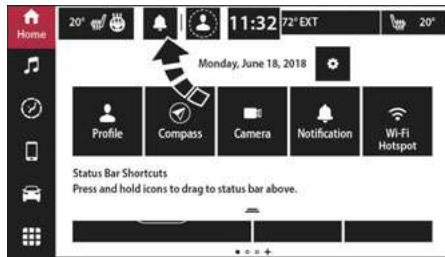 Home
20°
11:32
72° EXT
20°
Monday, June 18, 2018
Profile
Compass
Camera
Notification
Wi-Fi
Hotspot
Status Bar Shortcuts
Press and hold icons to drag to status bar above.